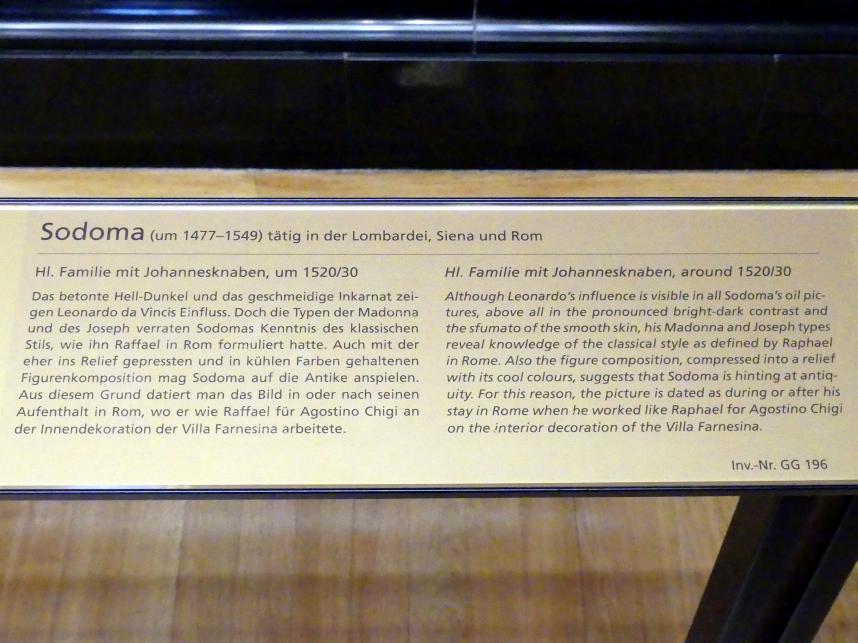 Sodoma (um 1477–1549) tätig in der Lombardei, Siena und Rom
Hl. Familie mit Johannesknaben, um 1520/30
Das betonte Hell-Dunkel und das geschmeidige Inkarnat zei-
gen Leonardo da Vincis Einfluss. Doch die Typen der Madonna
und des Joseph verraten Sodomas Kenntnis des klassischen
Stils, wie ihn Raffael in Rom formuliert hatte. Auch mit der
eher ins Relief gepressten und in kühlen Farben gehaltenen
Figurenkomposition mag Sodoma auf die Antike anspielen.
Aus diesem Grund datiert man das Bild in oder nach seinen
Aufenthalt in Rom, wo er wie Raffael für Agostino Chigi an
der Innendekoration der Villa Farnesina arbeitete.
Hl. Familie mit Johannesknaben, around 1520/30
Although Leonardo's influence is visible in all Sodoma's oil pic-
tures, above all in the pronounced bright-dark contrast and
the sfumato of the smooth skin, his Madonna and Joseph types
reveal knowledge of the classical style as defined by Raphael
in Rome. Also the figure composition, compressed into a relief
with its cool colours, suggests that Sodoma is hinting at antiq-
uity. For this reason, the picture is dated as during or after his
stay in Rome when he worked like Raphael for Agostino Chigi
on the interior decoration of the Villa Farnesina.
Inv.-Nr. GG 196